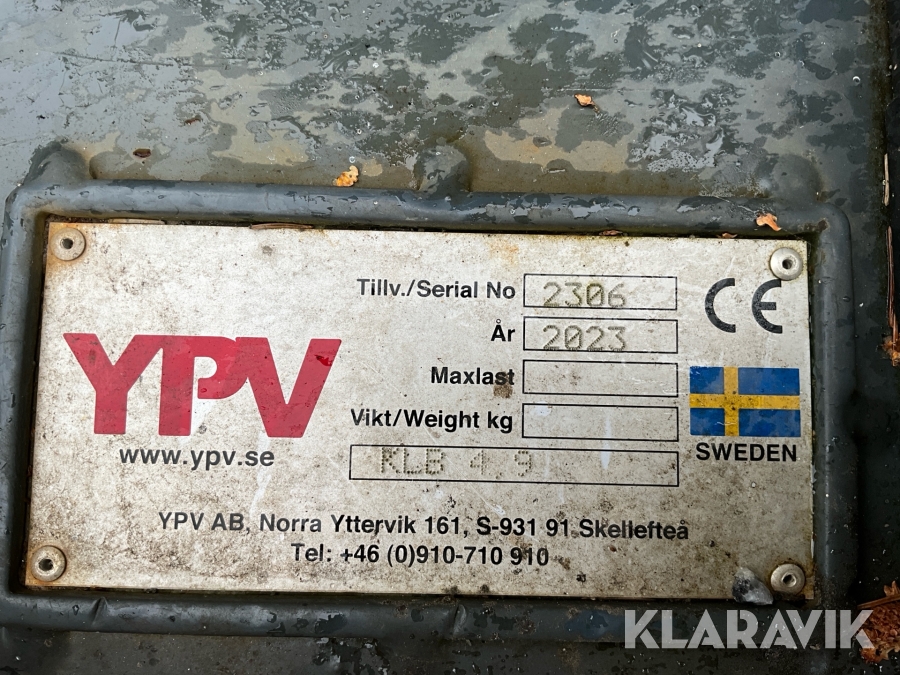 Tillv./Serial No 2306
År 2023
Maxlast
Vikt/Weight kg
YPV
www.ypv.se
KLB 4 9
CE
SWEDEN
YPV AB, Norra Yttervik 161, S-931 91 Skellefteå
Tel: +46 (0)910-710 910
KLARAVIK